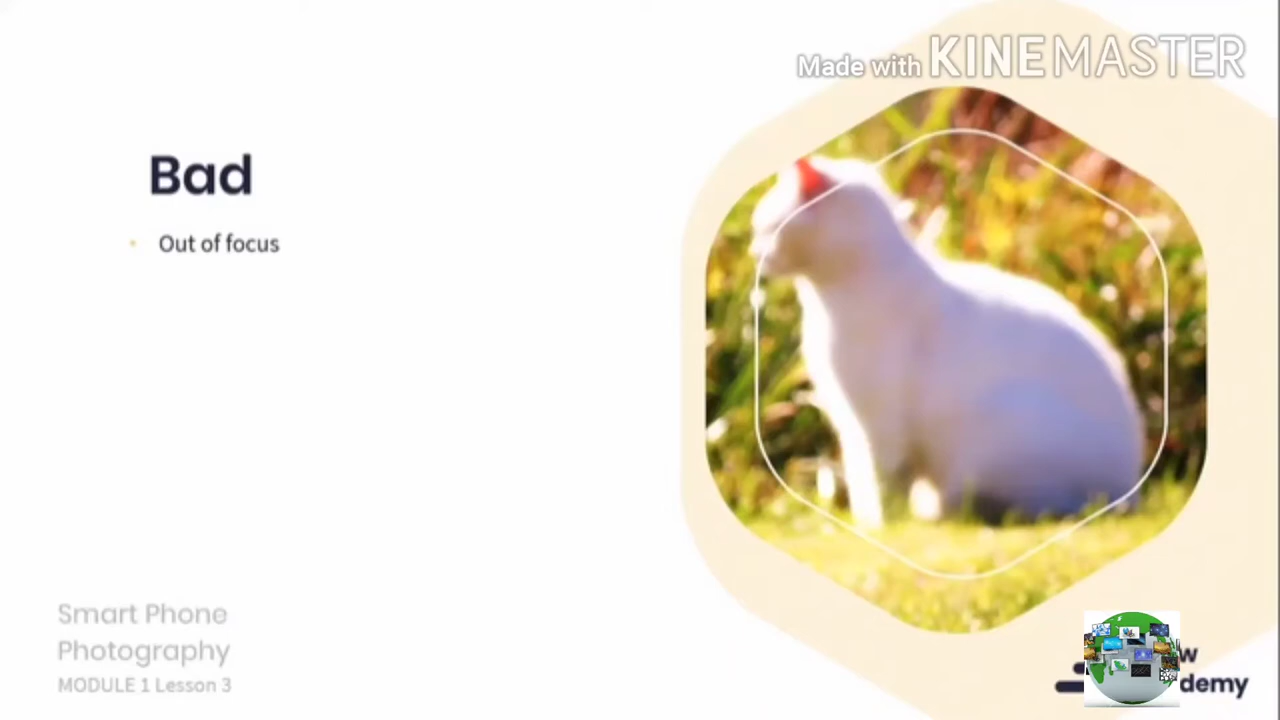 Made with KINEMASTER
Bad
Out of focus
Smart Phone
Photography
MODULE 1 Lesson 3